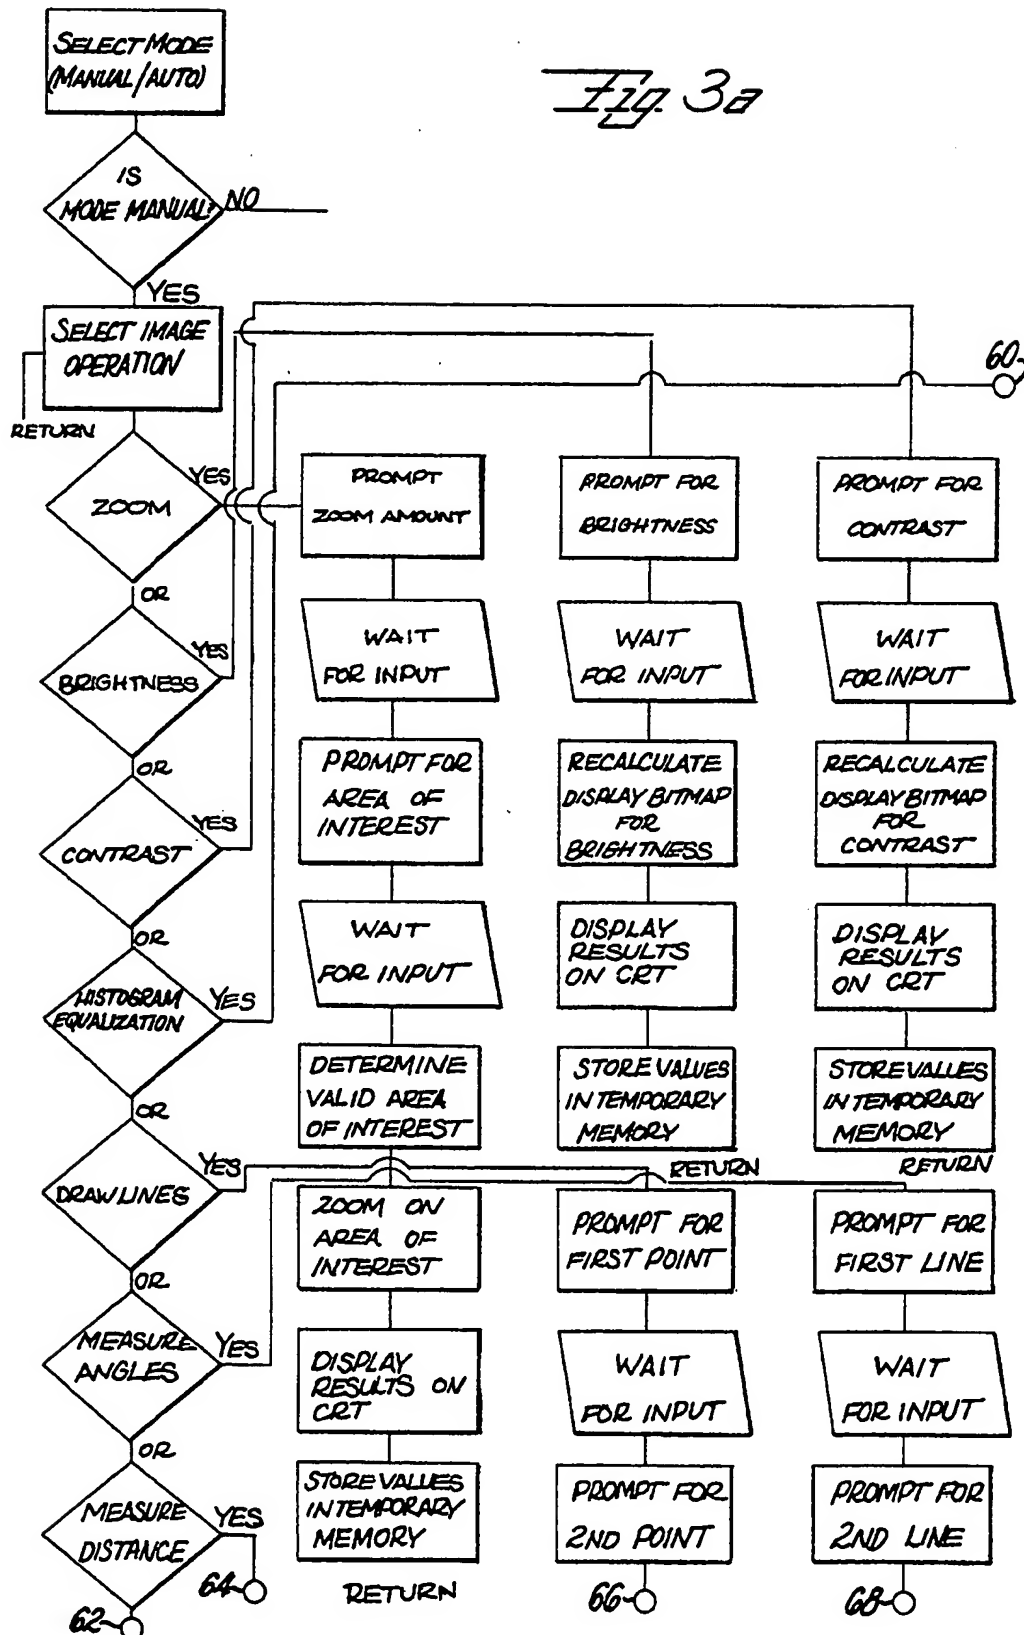 SELECT MODE
(MANUAL/AUTO)
Fig. 3a
IS
MODE MANUAL?
NO
YES
SELECT IMAGE
OPERATION
RETURN
60
ZOOM
YES
PROMPT
ZOOM AMOUNT
PROMPT FOR
BRIGHTNESS
PROMPT FOR
CONTRAST
OR
BRIGHTNESS
YES
WAIT
FOR INPUT
WAIT
FOR INPUT
WAIT
FOR INPUT
OR
CONTRAST
YES
PROMPT FOR
AREA OF
INTEREST
RECALCULATE
DISPLAY BITMAP
FOR
BRIGHTNESS
RECALCULATE
DISPLAY BITMAP
FOR
CONTRAST
OR
HISTOGRAM
EQUALIZATION
YES
WAIT
FOR INPUT
DISPLAY
RESULTS
ON CRT
DISPLAY
RESULTS
ON CRT
DETERMINE
VALID AREA
OF INTEREST
STORE VALUES
IN TEMPORARY
MEMORY
STORE VALUES
IN TEMPORARY
MEMORY
OR
DRAW LINES
YES
RETURN
RETURN
ZOOM ON
AREA OF
INTEREST
PROMPT FOR
FIRST POINT
PROMPT FOR
FIRST LINE
OR
MEASURE
ANGLES
YES
DISPLAY
RESULTS ON
CRT
WAIT
FOR INPUT
WAIT
FOR INPUT
OR
MEASURE
DISTANCE
YES
STORE VALUES
IN TEMPORARY
MEMORY
PROMPT FOR
2ND POINT
PROMPT FOR
2ND LINE
62
64
RETURN
66
68